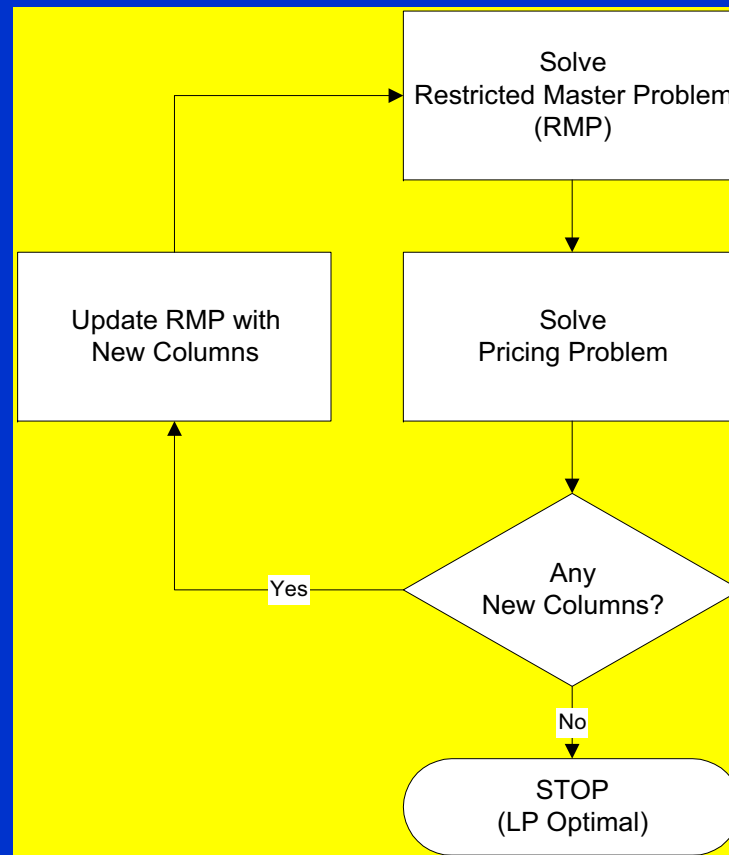 Solve
Restricted Master Problem
(RMP)
Update RMP with
New Columns
Solve
Pricing Problem
Any
New Columns?
Yes
No
STOP
(LP Optimal)